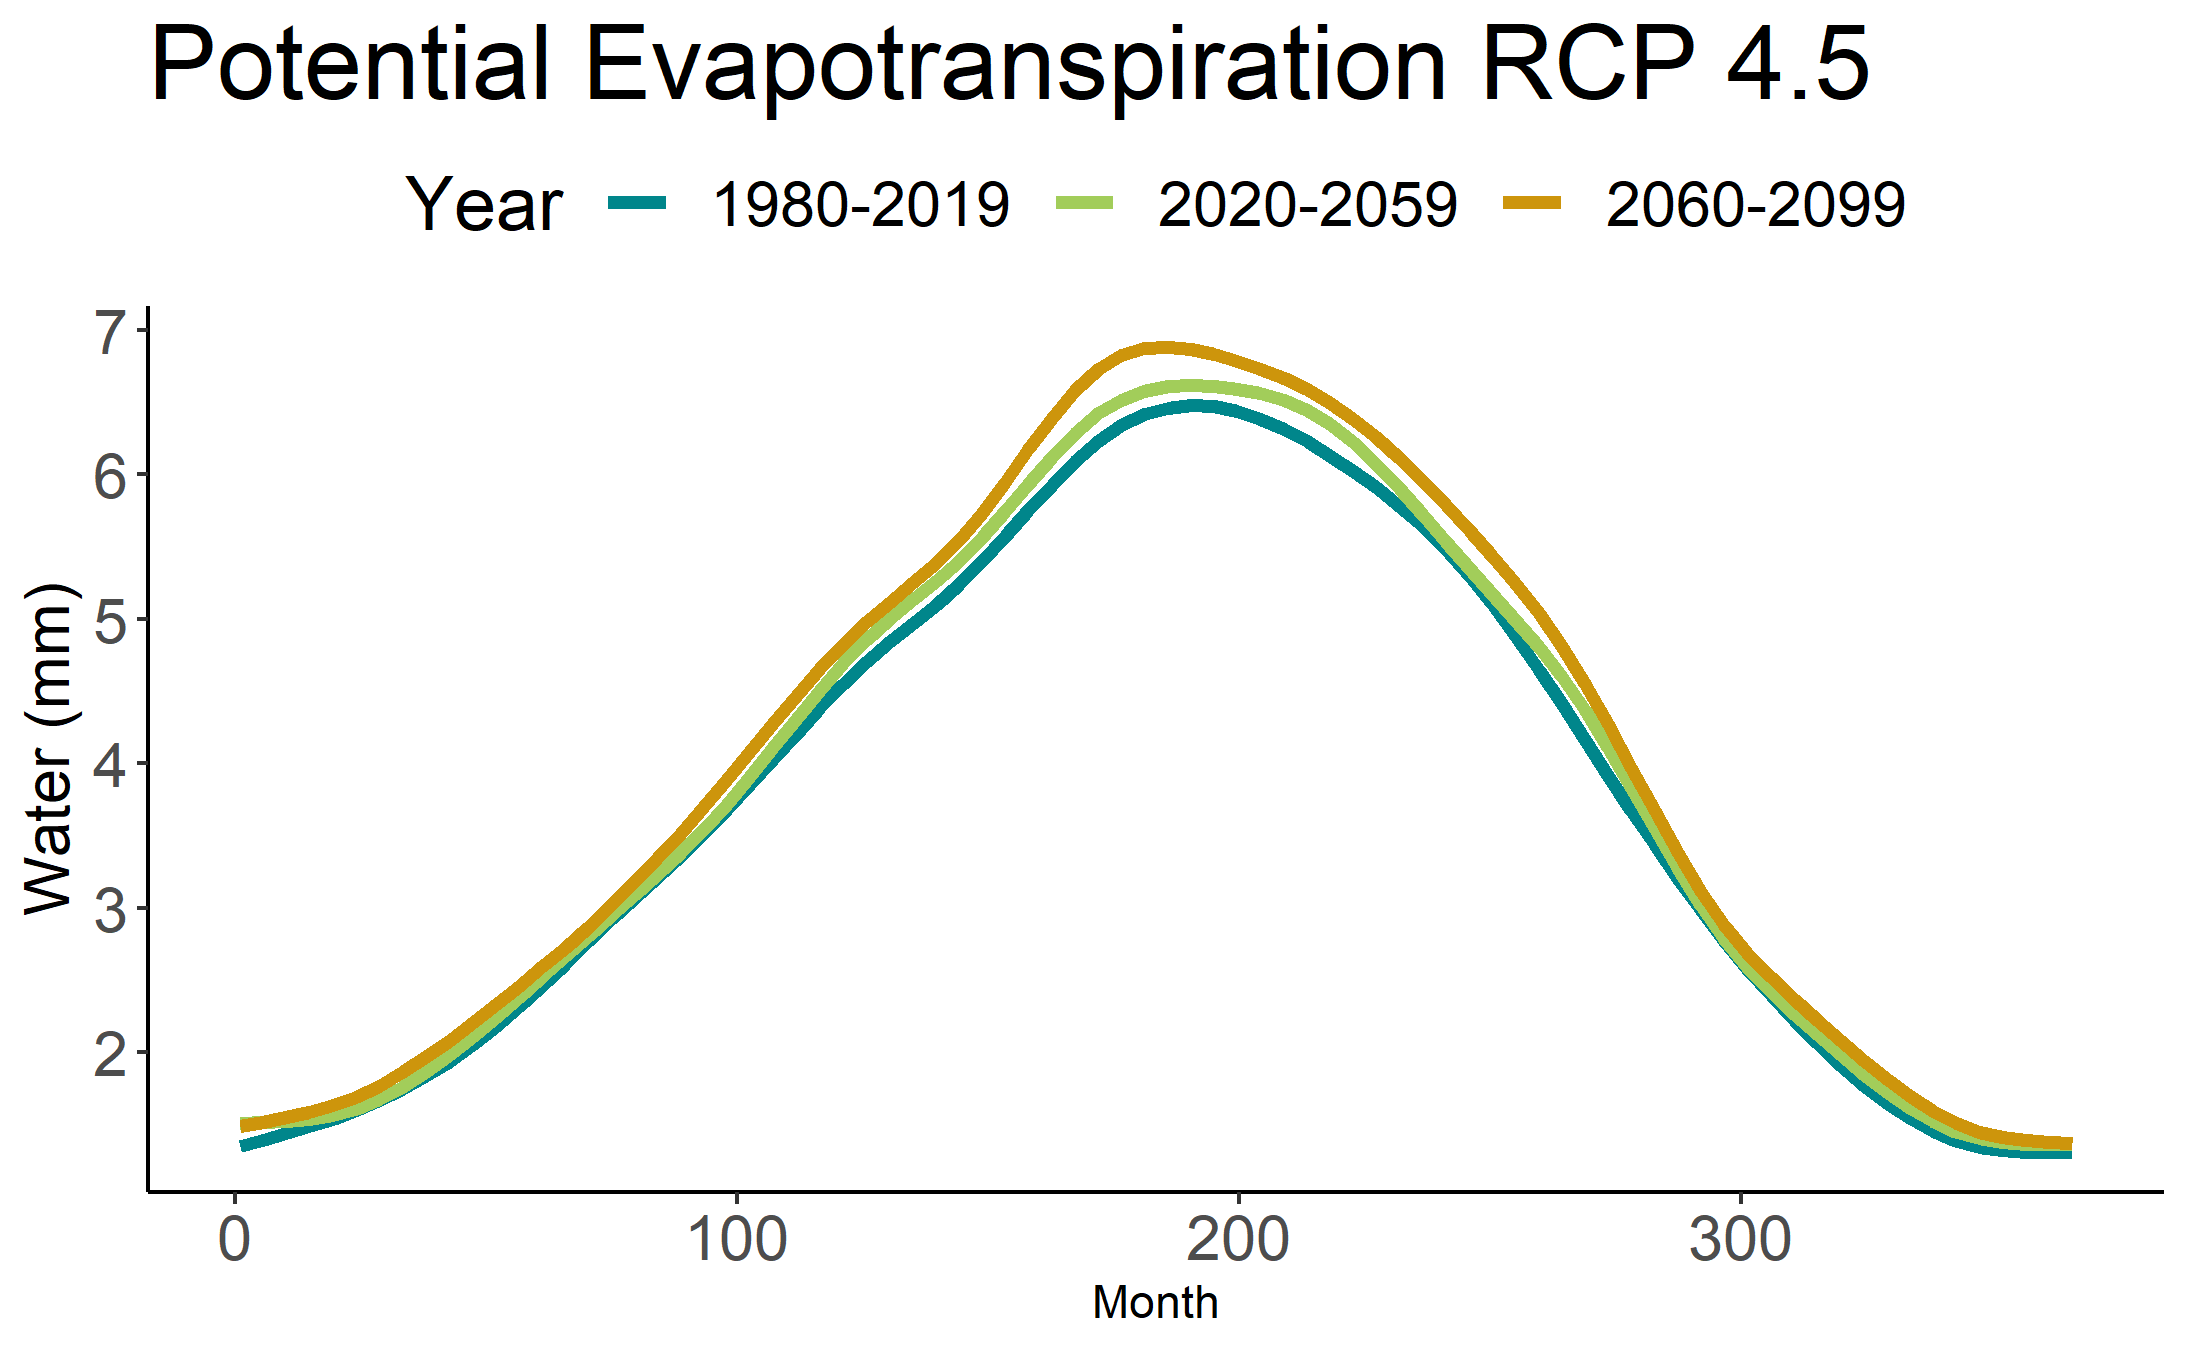 Potential Evapotranspiration RCP 4.5
Year 1980-2019 2020-2059 2060-2099
7
6
5
4
3
2
Water (mm)
0 100 200 300
Month